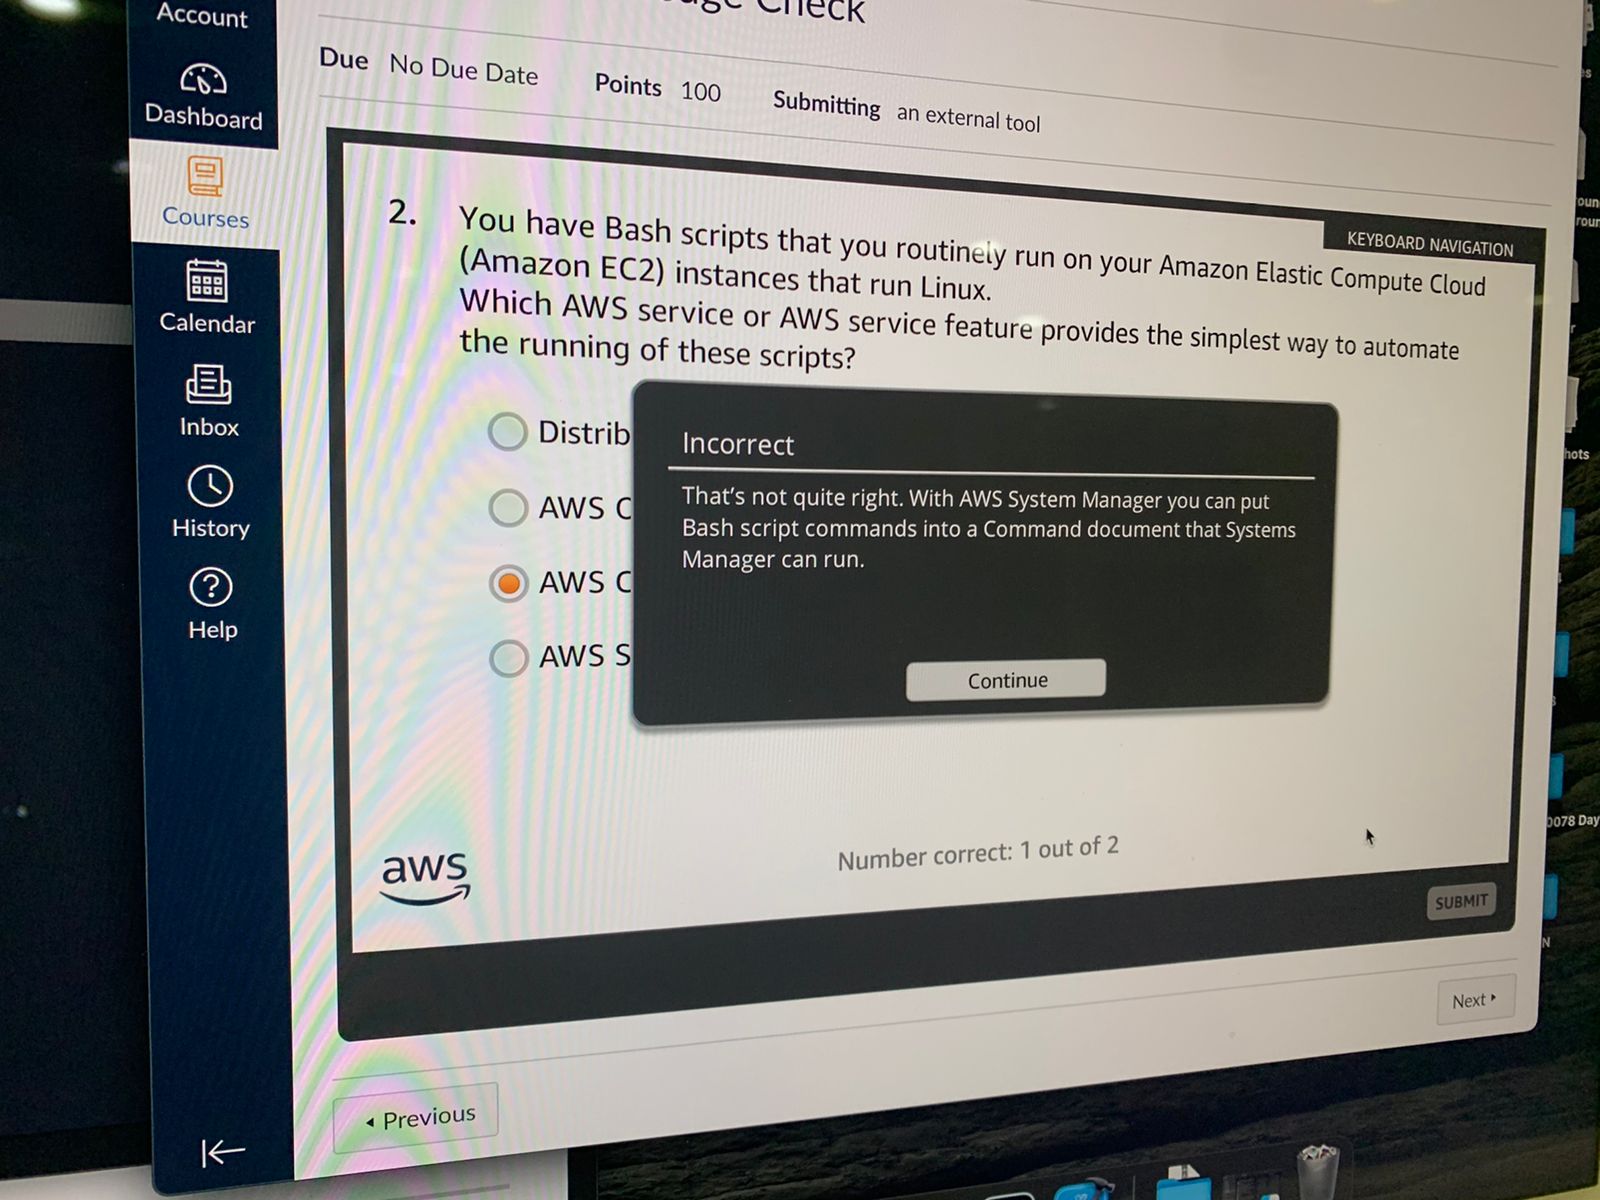 Account
Check
Due No Due Date Points 100 Submitting an external tool
Dashboard
Courses
Calendar
Inbox
History
Help
KEYBOARD NAVIGATION
2. You have Bash scripts that you routinely run on your Amazon Elastic Compute Cloud
(Amazon EC2) instances that run Linux.
Which AWS service or AWS service feature provides the simplest way to automate
the running of these scripts?
Distrib
AWS C
AWS C
AWS S
Incorrect
That's not quite right. With AWS System Manager you can put
Bash script commands into a Command document that Systems
Manager can run.
Continue
aws
Number correct: 1 out of 2
SUBMIT
Next
Previous
hots
0078 Day
N